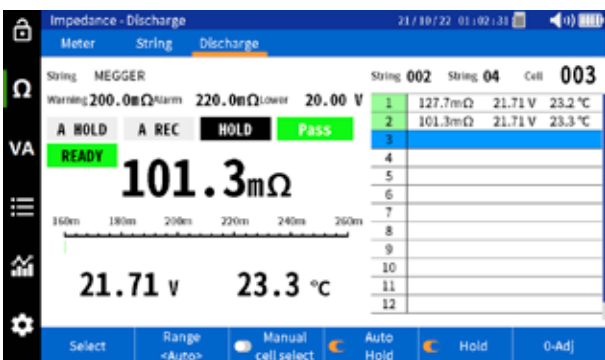 Impedance - Discharge 21/10/22 01:02:31
Meter String Discharge
String MEGGER String 002 String 04 Cell 003
Warning 200.0mΩ Alarm 220.0mΩ Lower 20.00 V
1 127.7mΩ 21.71 V 23.2 °C
2 101.3mΩ 21.71 V 23.3 °C
3
4
5
6
7
8
9
10
11
12
A HOLD A REC HOLD Pass
READY
101.3mΩ
160m 180m 200m 220m 240m 260m
21.71 V 23.3 °C
Ω
VA
Select Range <Auto> Manual cell select Auto Hold Hold 0-Adj